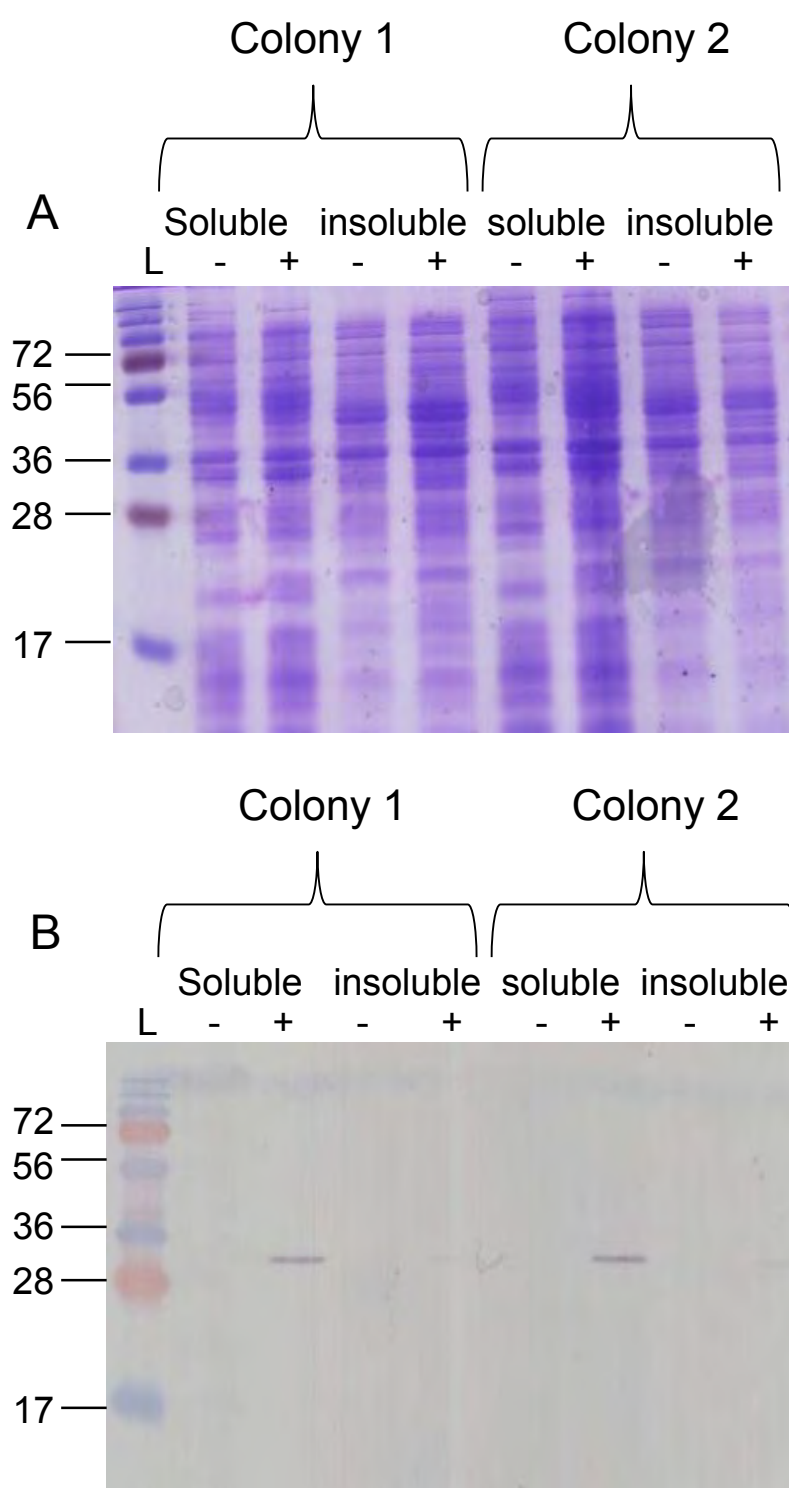 Colony 1 Colony 2
A
Soluble insoluble soluble insoluble
L - + - + - + - +
72
56
36
28
17
Colony 1 Colony 2
B
Soluble insoluble soluble insoluble
L - + - + - + - +
72
56
36
28
17